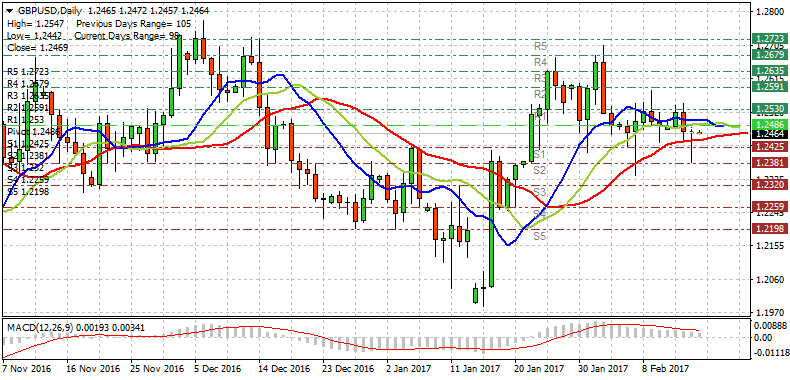 GBPUSD,Daily 1.2465 1.2472 1.2457 1.2464
High= 1.2547 Previous Days Range= 105
Low= 1.2442 Current Days Range= 98
Close= 1.2469
R5 1.2723
R4 1.2679
R3 1.2635
R2 1.2591
R1 1.253
Pivot 1.2486
S1 1.2425
S2 1.2381
S3 1.232
S4 1.2259
S5 1.2198
R5
R4
R3
R2
S1
S2
S3
S4
S5
1.2800
1.2723
1.2705
1.2679
1.2635
1.2591
1.2530
1.2486
1.2464
1.2425
1.2381
1.2320
1.2259
1.2245
1.2198
1.2155
1.2060
1.1970
MACD(12,26,9) 0.00193 0.00341
0.00888
0.00
-0.01118
7 Nov 2016
16 Nov 2016
25 Nov 2016
5 Dec 2016
14 Dec 2016
23 Dec 2016
2 Jan 2017
11 Jan 2017
20 Jan 2017
30 Jan 2017
8 Feb 2017